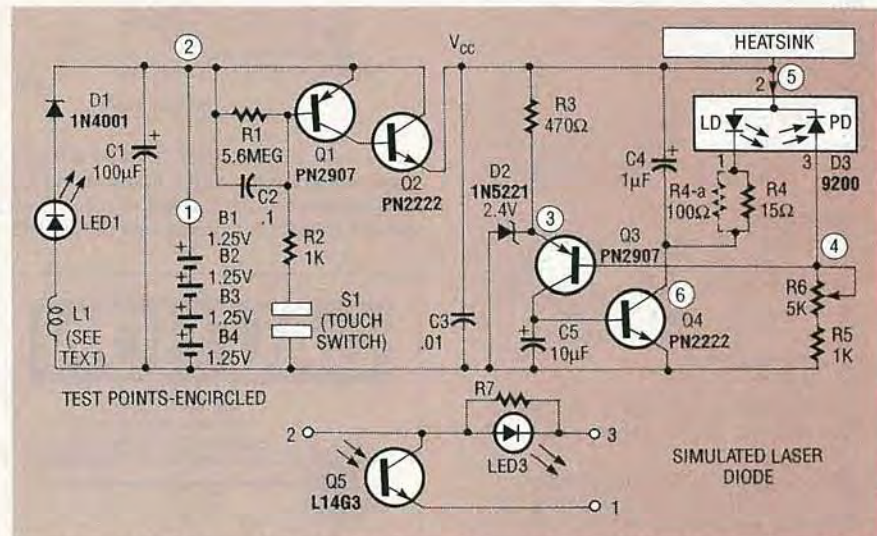 2
VCC
HEATSINK
5
2
D1
1N4001
C1
100µF
R1
5.6MEG
Q1
PN2907
C2
.1
Q2
PN2222
R3
470Ω
C4
1µF
LD
PD
1
3
D3
9200
D2
1N5221
2.4V
R4-a
100Ω
R4
15Ω
LED1
1
B1
1.25V
B2
1.25V
B3
1.25V
B4
1.25V
R2
1K
3
Q3
PN2907
4
R6
5K
L1
(SEE
TEXT)
S1
(TOUCH
SWITCH)
C3
.01
C5
10µF
6
Q4
PN2222
R5
1K
TEST POINTS-ENCIRCLED
R7
2
3
LED3
Q5
L14G3
1
SIMULATED LASER
DIODE